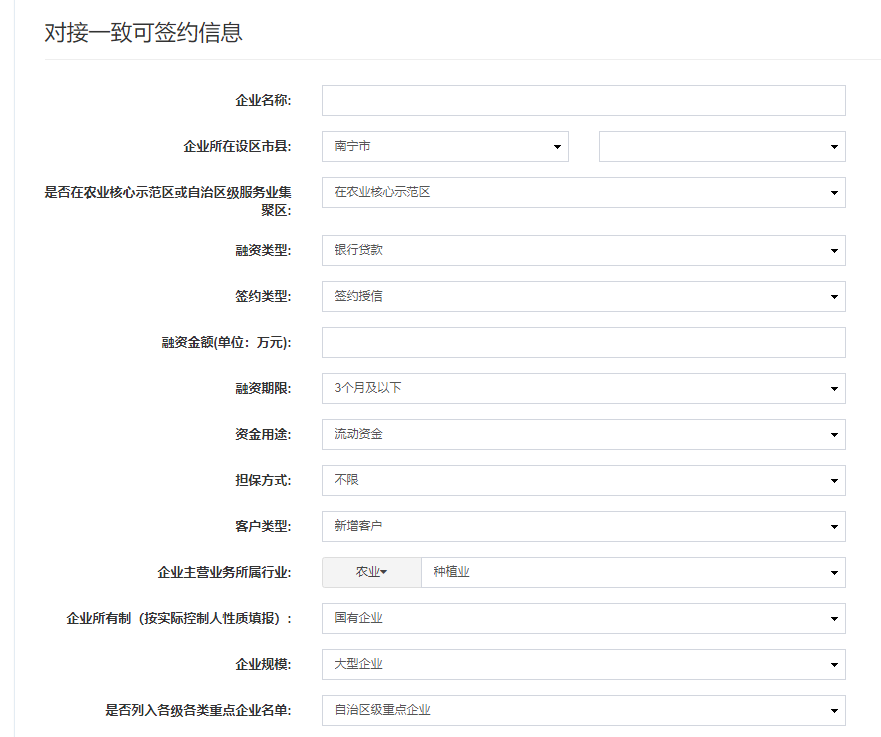 对接一致可签约信息
企业名称:
企业所在设区市县: 南宁市
是否在农业核心示范区或自治区级服务业集 在农业核心示范区
聚区:
融资类型: 银行贷款
签约类型: 签约授信
融资金额(单位：万元):
融资期限: 3个月及以下
资金用途: 流动资金
担保方式: 不限
客户类型: 新增客户
企业主营业务所属行业: 农业 种植业
企业所有制（按实际控制人性质填报）: 国有企业
企业规模: 大型企业
是否列入各级各类重点企业名单: 自治区级重点企业